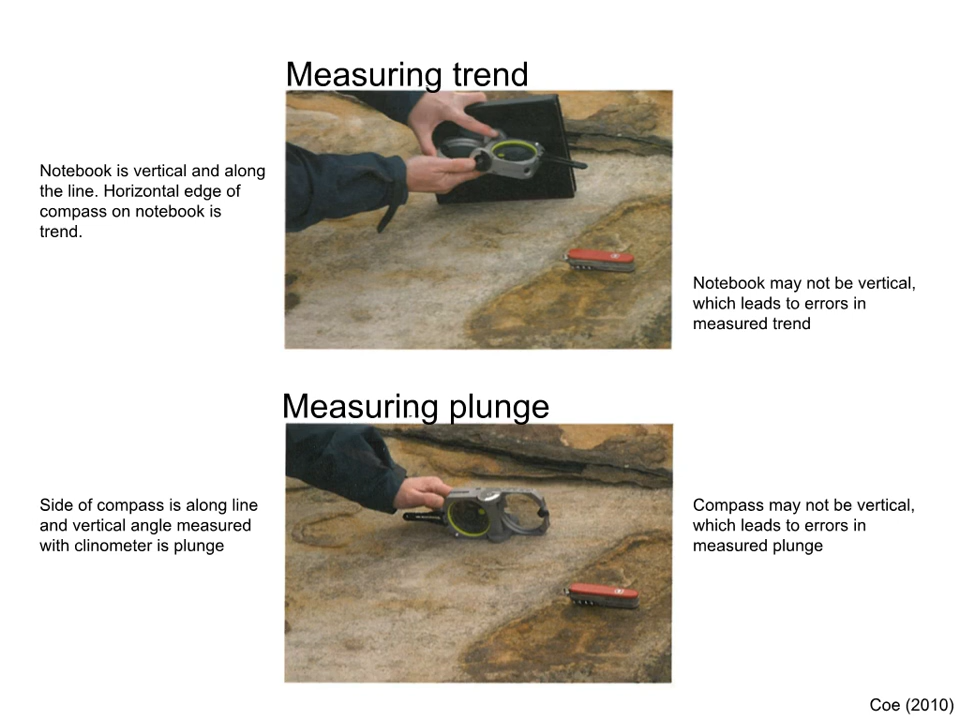 Measuring trend
Notebook is vertical and along
the line. Horizontal edge of
compass on notebook is
trend.
Notebook may not be vertical,
which leads to errors in
measured trend
Measuring plunge
Side of compass is along line
and vertical angle measured
with clinometer is plunge
Compass may not be vertical,
which leads to errors in
measured plunge
Coe (2010)